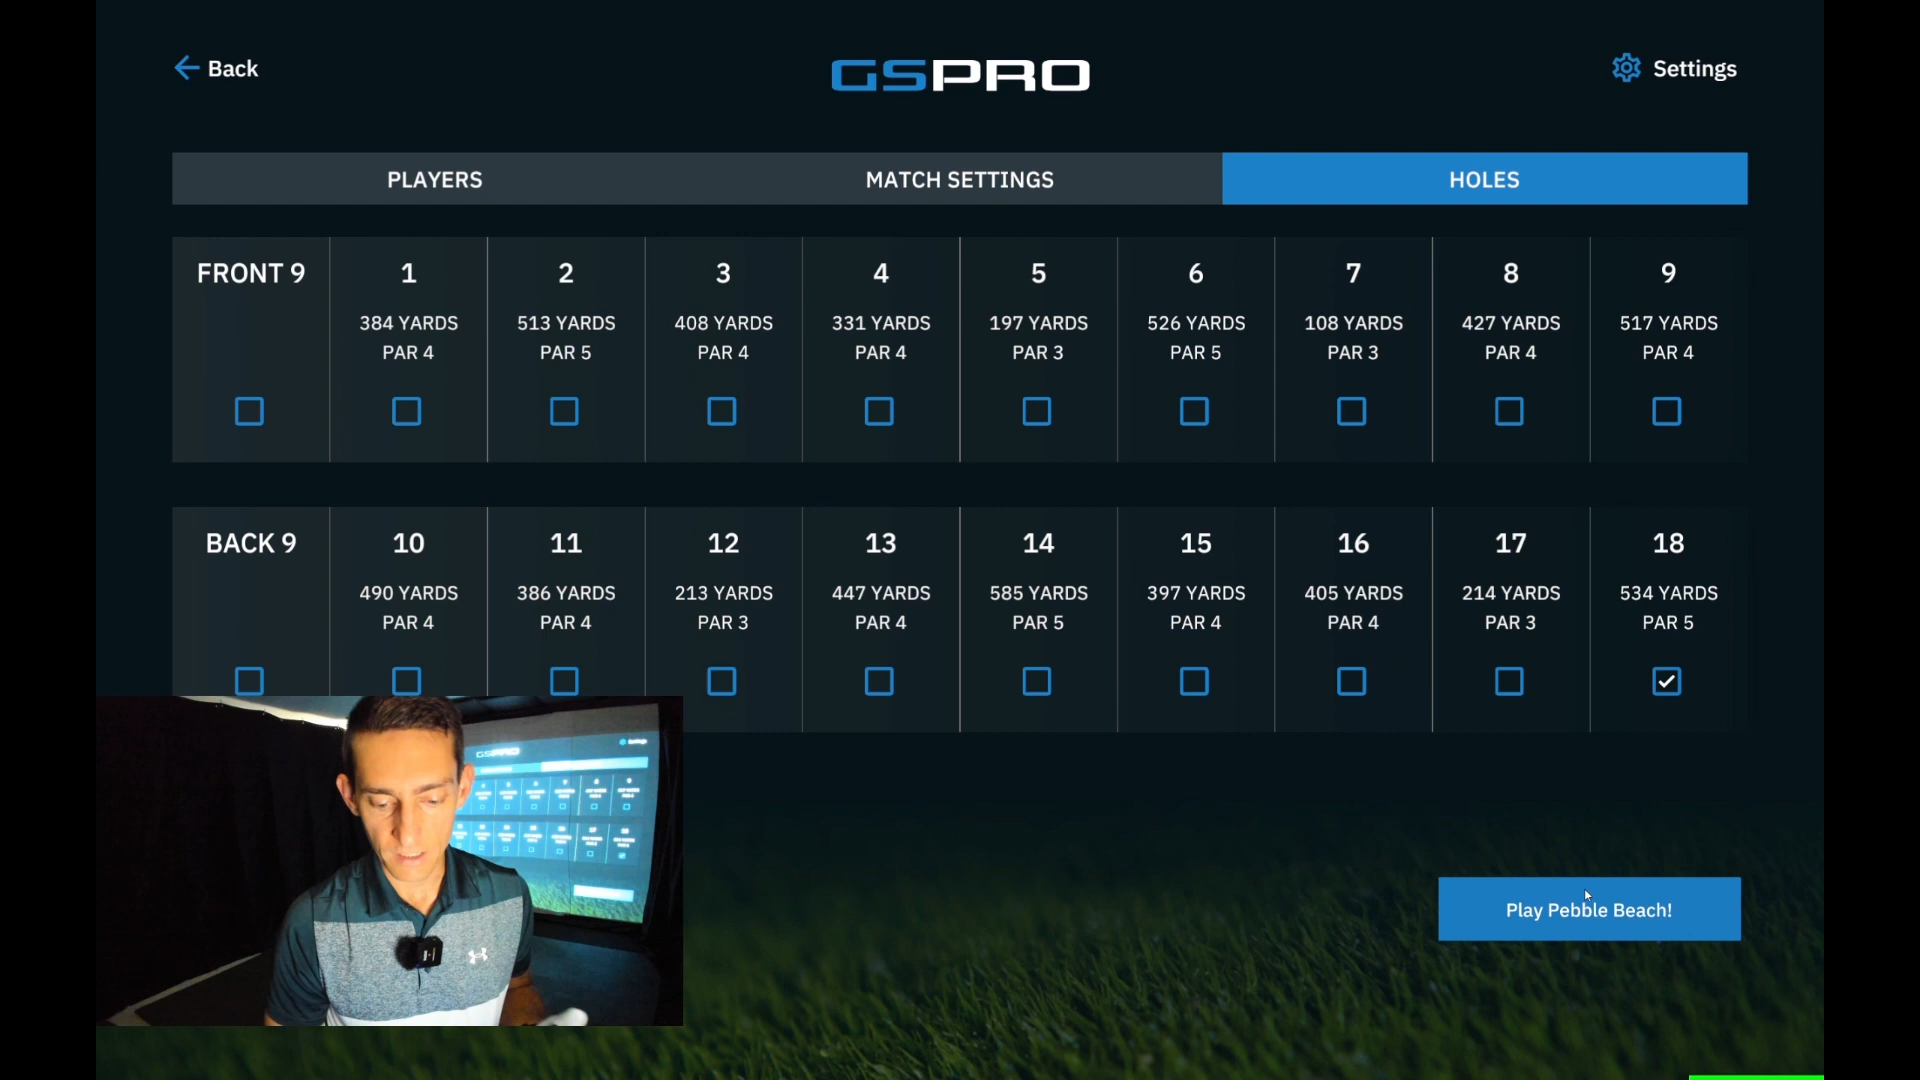 Back
GSPRO
Settings
PLAYERS
MATCH SETTINGS
HOLES
FRONT 9
1
2
3
4
5
6
7
8
9
384 YARDS
513 YARDS
408 YARDS
331 YARDS
197 YARDS
526 YARDS
108 YARDS
427 YARDS
517 YARDS
PAR 4
PAR 5
PAR 4
PAR 4
PAR 3
PAR 5
PAR 3
PAR 4
PAR 4
BACK 9
10
11
12
13
14
15
16
17
18
490 YARDS
386 YARDS
213 YARDS
447 YARDS
585 YARDS
397 YARDS
405 YARDS
214 YARDS
534 YARDS
PAR 4
PAR 4
PAR 3
PAR 4
PAR 5
PAR 4
PAR 4
PAR 3
PAR 5
GSPRO
Play Pebble Beach!